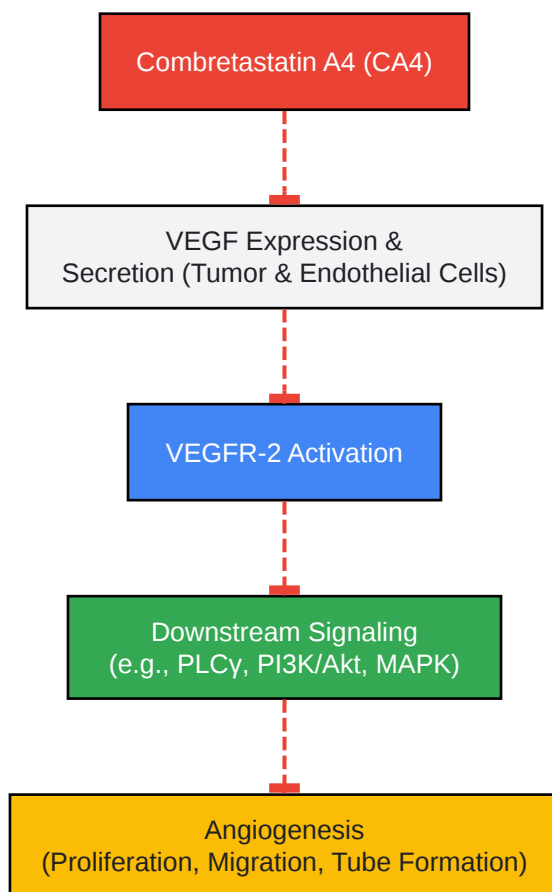 Combretastatin A4 (CA4)
VEGF Expression &
Secretion (Tumor & Endothelial Cells)
VEGFR-2 Activation
Downstream Signaling
(e.g., PLCγ, PI3K/Akt, MAPK)
Angiogenesis
(Proliferation, Migration, Tube Formation)